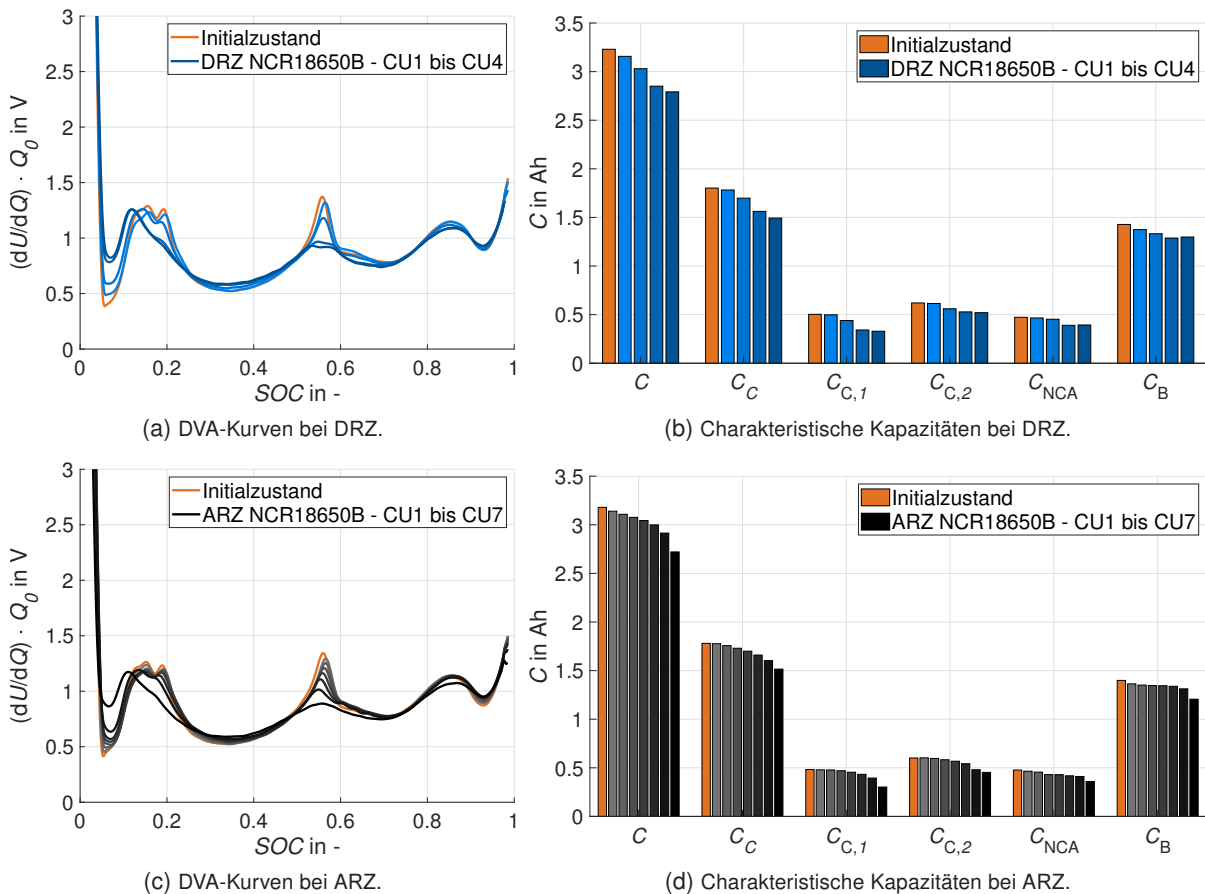 3
2.5
2
1.5
1
0.5
0
(dU/dQ) · Q0 in V
Initialzustand
DRZ NCR18650B - CU1 bis CU4
0 0.2 0.4 0.6 0.8 1
SOC in -
(a) DVA-Kurven bei DRZ.
3.5
3
2.5
2
1.5
1
0.5
0
C in Ah
Initialzustand
DRZ NCR18650B - CU1 bis CU4
C CC CC,1 CC,2 CNCA CB
(b) Charakteristische Kapazitäten bei DRZ.
3
2.5
2
1.5
1
0.5
0
(dU/dQ) · Q0 in V
Initialzustand
ARZ NCR18650B - CU1 bis CU7
0 0.2 0.4 0.6 0.8 1
SOC in -
(c) DVA-Kurven bei ARZ.
3.5
3
2.5
2
1.5
1
0.5
0
C in Ah
Initialzustand
ARZ NCR18650B - CU1 bis CU7
C CC CC,1 CC,2 CNCA CB
(d) Charakteristische Kapazitäten bei ARZ.